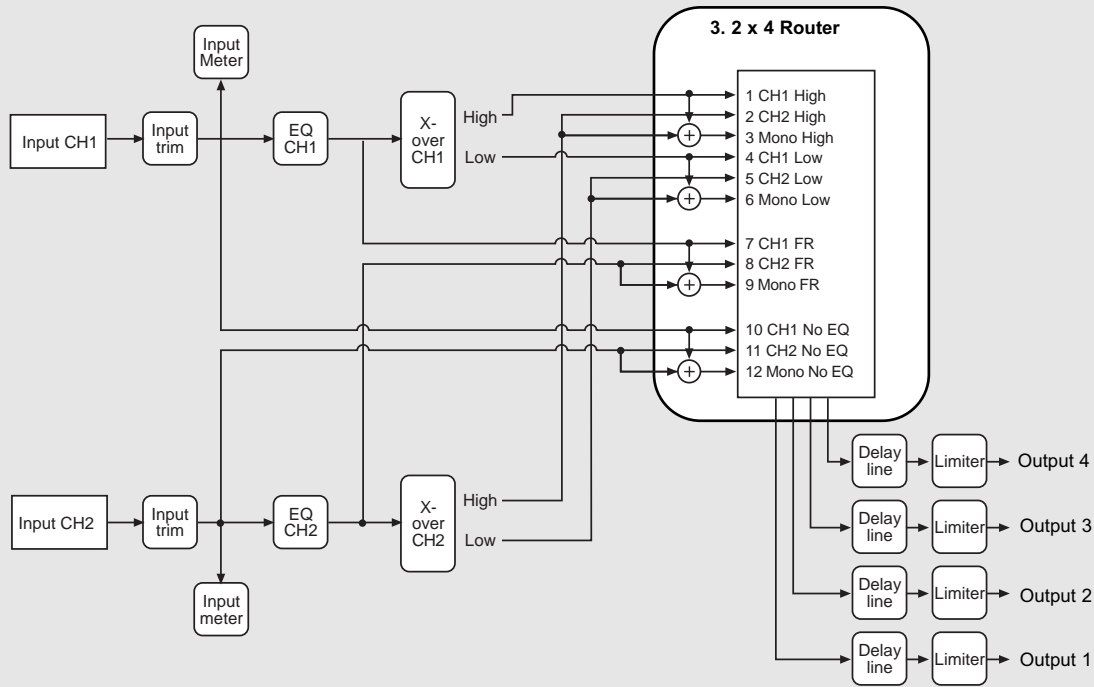 3. 2 x 4 Router
Input
Meter
Input CH1
Input
trim
EQ
CH1
X-
over
CH1
High
Low
1 CH1 High
2 CH2 High
3 Mono High
4 CH1 Low
5 CH2 Low
6 Mono Low
7 CH1 FR
8 CH2 FR
9 Mono FR
10 CH1 No EQ
11 CH2 No EQ
12 Mono No EQ
+
+
+
+
Input CH2
Input
trim
EQ
CH2
X-
over
CH2
High
Low
Input
meter
Delay
line
Limiter
Output 4
Delay
line
Limiter
Output 3
Delay
line
Limiter
Output 2
Delay
line
Limiter
Output 1